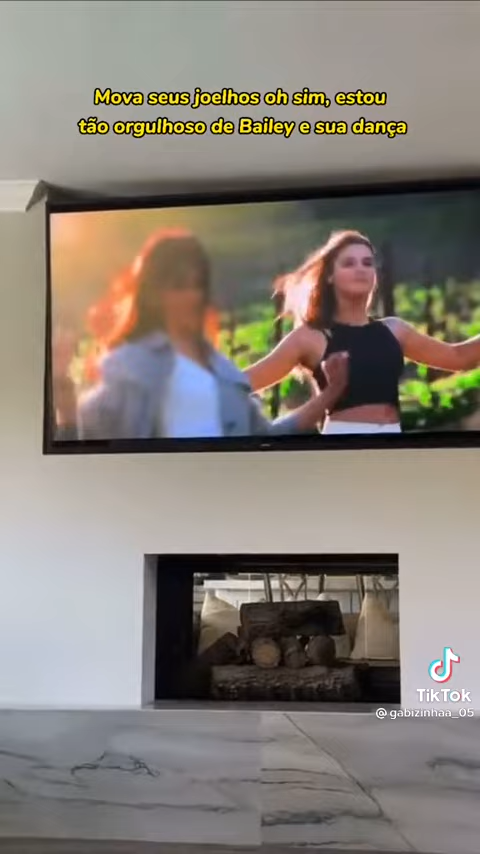 Mova seus joelhos oh sim, estou
tão orgulhoso de Bailey e sua dança
TikTok
@gabizinhaa_05